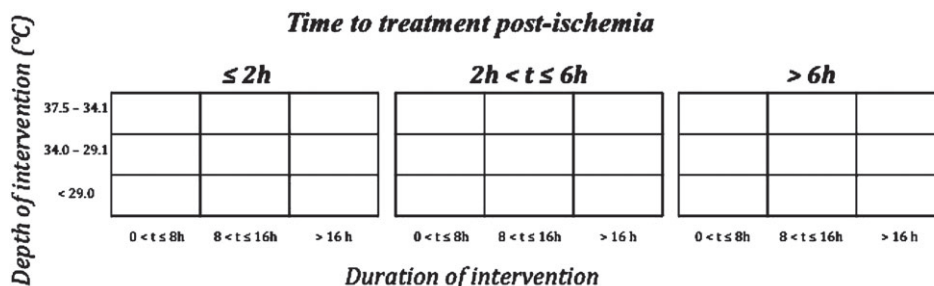 Time to treatment post-ischemia
≤ 2h 2h < t ≤ 6h > 6h
Depth of intervention (°C)
37.5 – 34.1
34.0 – 29.1
< 29.0
0 < t ≤ 8h 8 < t ≤ 16h > 16 h 0 < t ≤ 8h 8 < t ≤ 16h > 16 h 0 < t ≤ 8h 8 < t ≤ 16h > 16 h
Duration of intervention